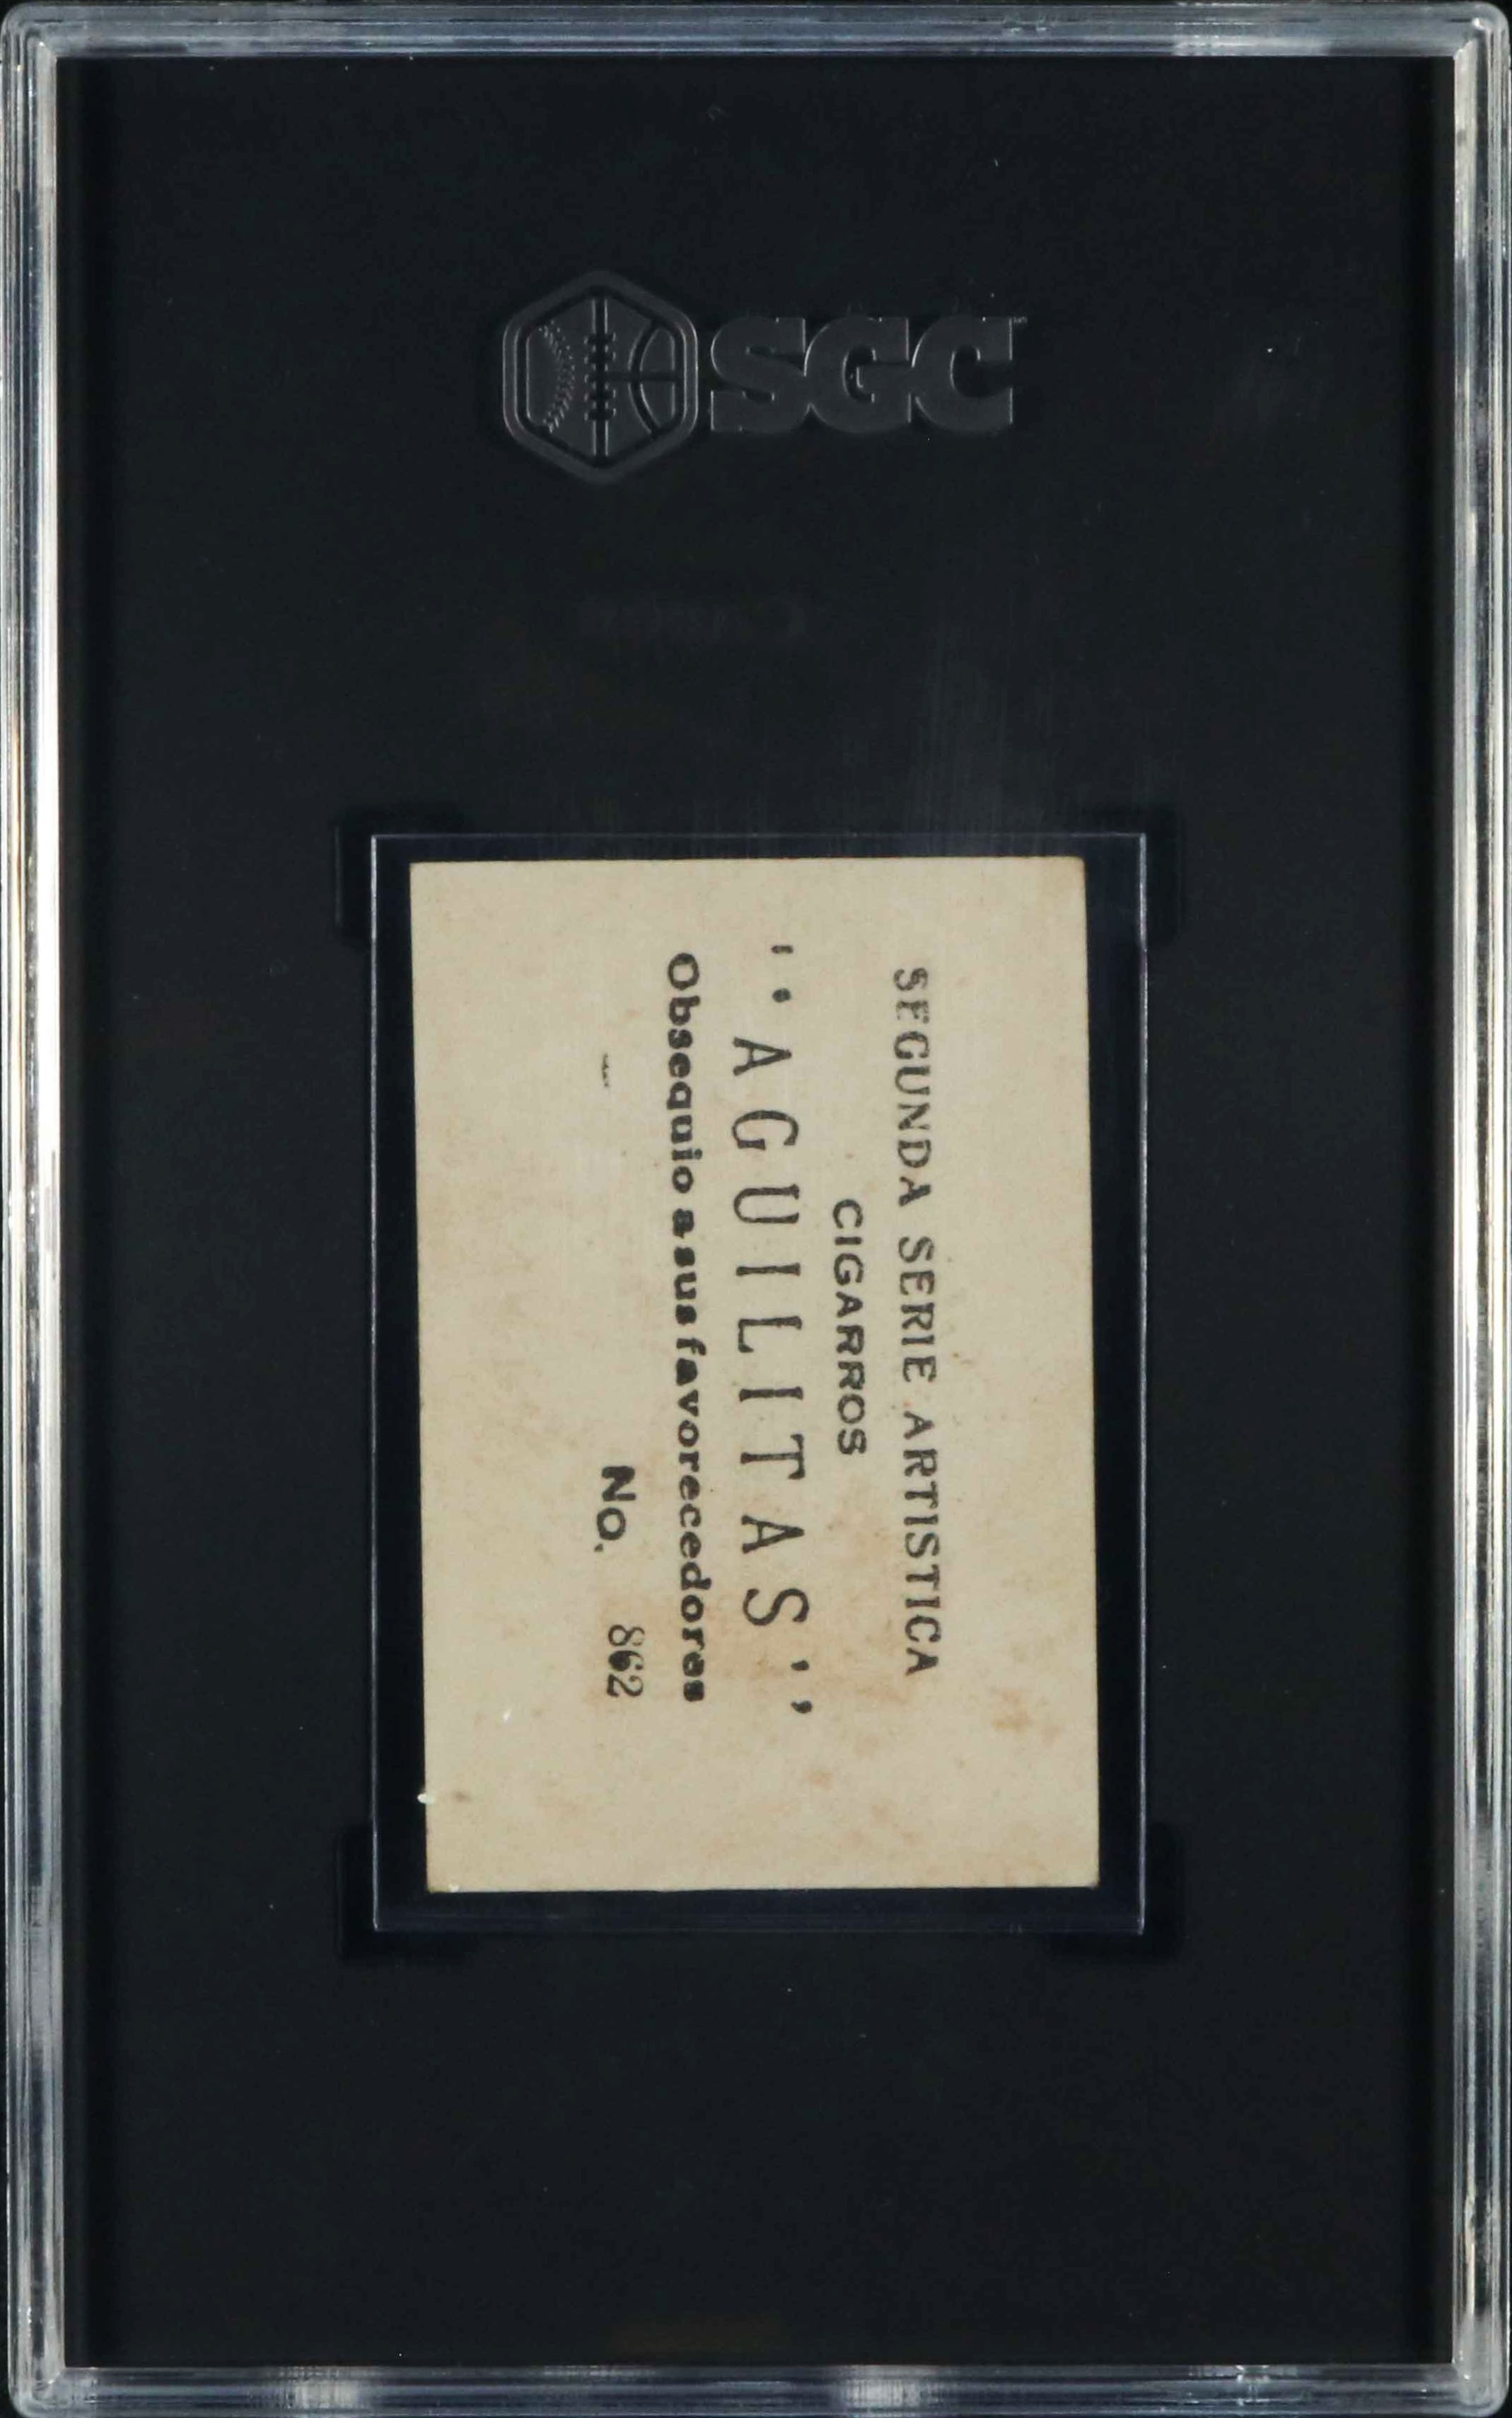 SGC
SEGUNDA SERIE ARTISTICA
CIGARROS
''AGUILITAS''
Obsequio a sus favorecedores
No. 862